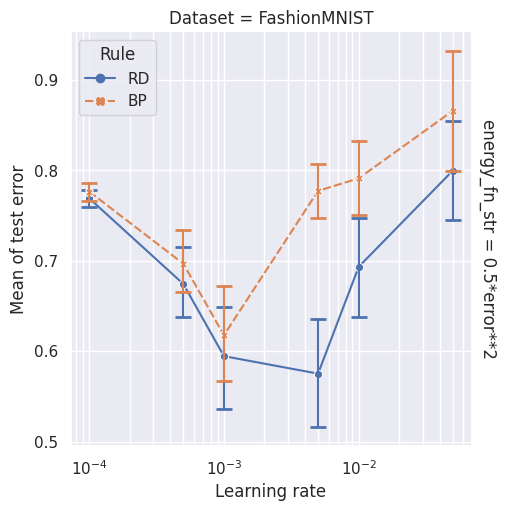 Dataset = FashionMNIST
Rule
RD
BP
0.9
0.8
0.7
0.6
0.5
Mean of test error
10⁻⁴
10⁻³
10⁻²
Learning rate
energy_fn_str = 0.5*error**2